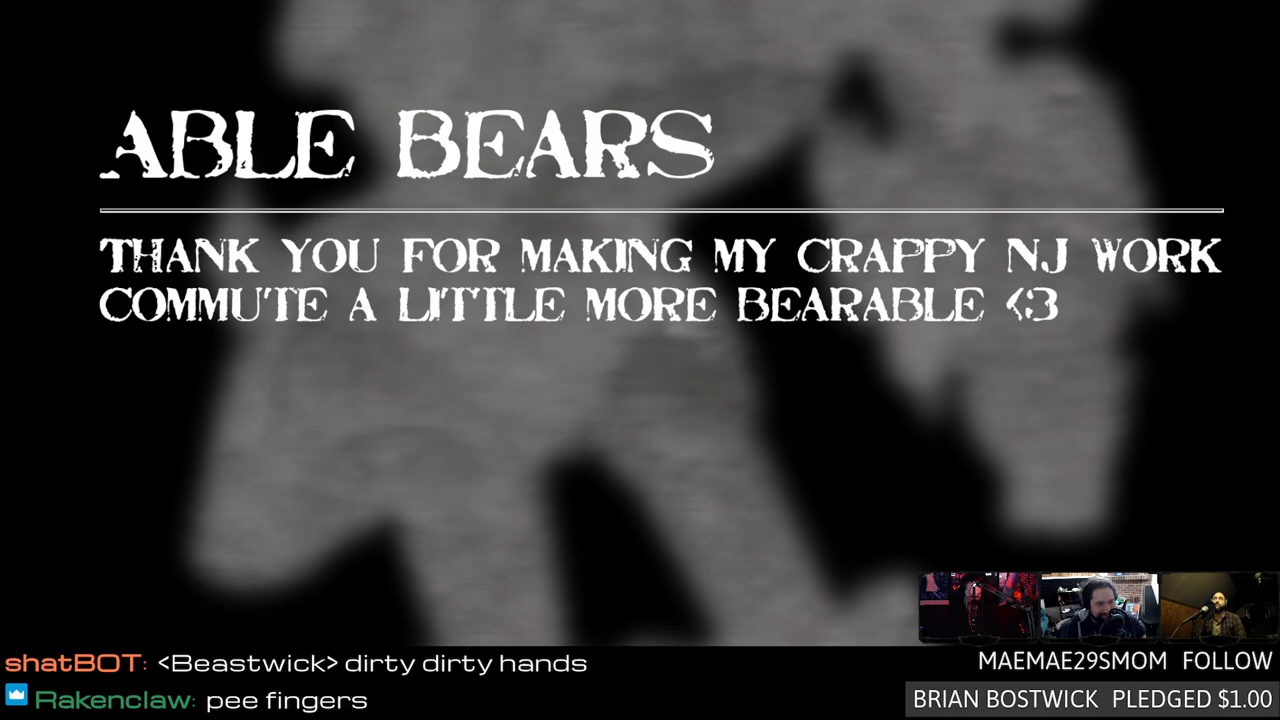 ABLE BEARS
THANK YOU FOR MAKING MY CRAPPY NJ WORK
COMMUTE A LITTLE MORE BEARABLE <3
shatBOT: <Beastwick> dirty dirty hands
Rakenclaw: pee fingers
MAEMAE29SMOM FOLLOW
BRIAN BOSTWICK PLEDGED $1.00